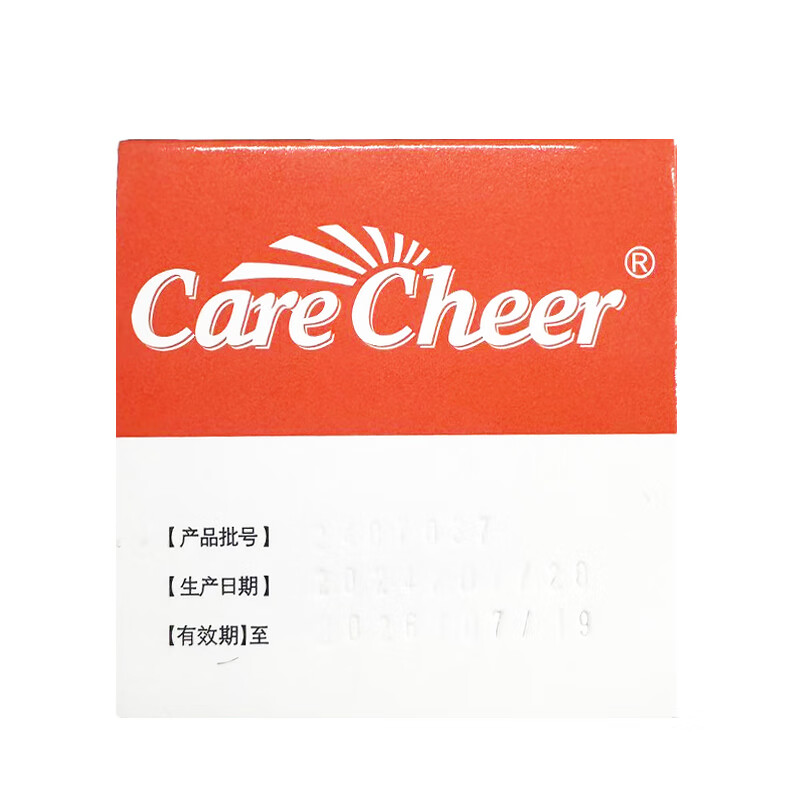 Care Cheer®
【产品批号】
【生产日期】2024/07/20
【有效期】至 2026/07/19